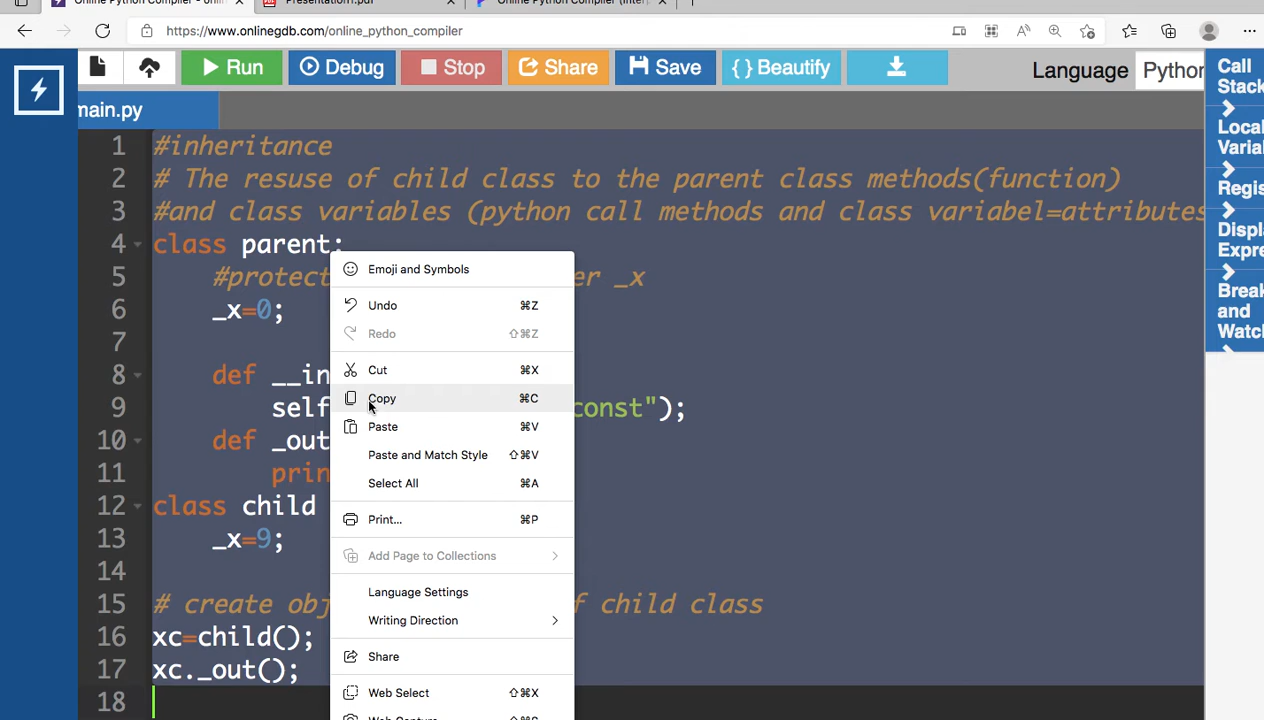 Online Python Compiler - onlin
Presentation1.pdf
Online Python Compiler (Inter
https://www.onlinegdb.com/online_python_compiler
Run
Debug
Stop
Share
Save
{ } Beautify
Language
Python
Call
Stack
Local
Varia
Regis
Displ
Expre
Break
and
Watch
main.py
1 #inheritance
2 # The resuse of child class to the parent class methods(function)
3 #and class variables (python call methods and class variabel=attributes
4 class parent:
5 #protect er _x
6 _x=0;
7
8 def __in
9 self const");
10 def _out
11 prin
12 class child
13 _x=9;
14
15 # create obj f child class
16 xc=child();
17 xc._out();
18
Emoji and Symbols
Undo ⌘Z
Redo ⇧⌘Z
Cut ⌘X
Copy ⌘C
Paste ⌘V
Paste and Match Style ⇧⌘V
Select All ⌘A
Print... ⌘P
Add Page to Collections
Language Settings
Writing Direction
Share
Web Select ⇧⌘X
Web Capture ⇧⌘S